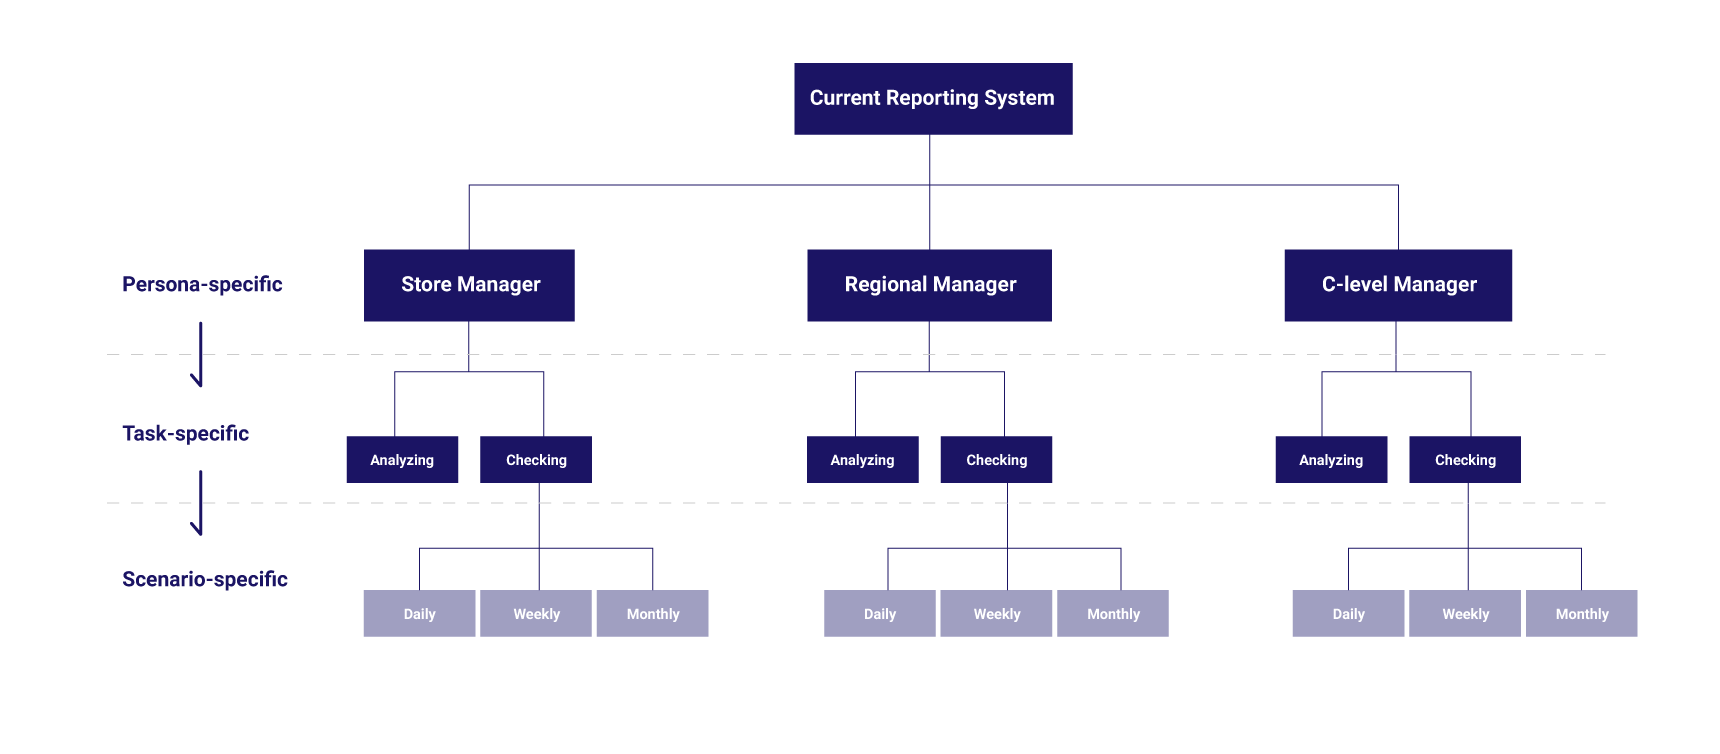 Current Reporting System
Persona-specific
Store Manager
Regional Manager
C-level Manager
Task-specific
Analyzing
Checking
Analyzing
Checking
Analyzing
Checking
Scenario-specific
Daily
Weekly
Monthly
Daily
Weekly
Monthly
Daily
Weekly
Monthly